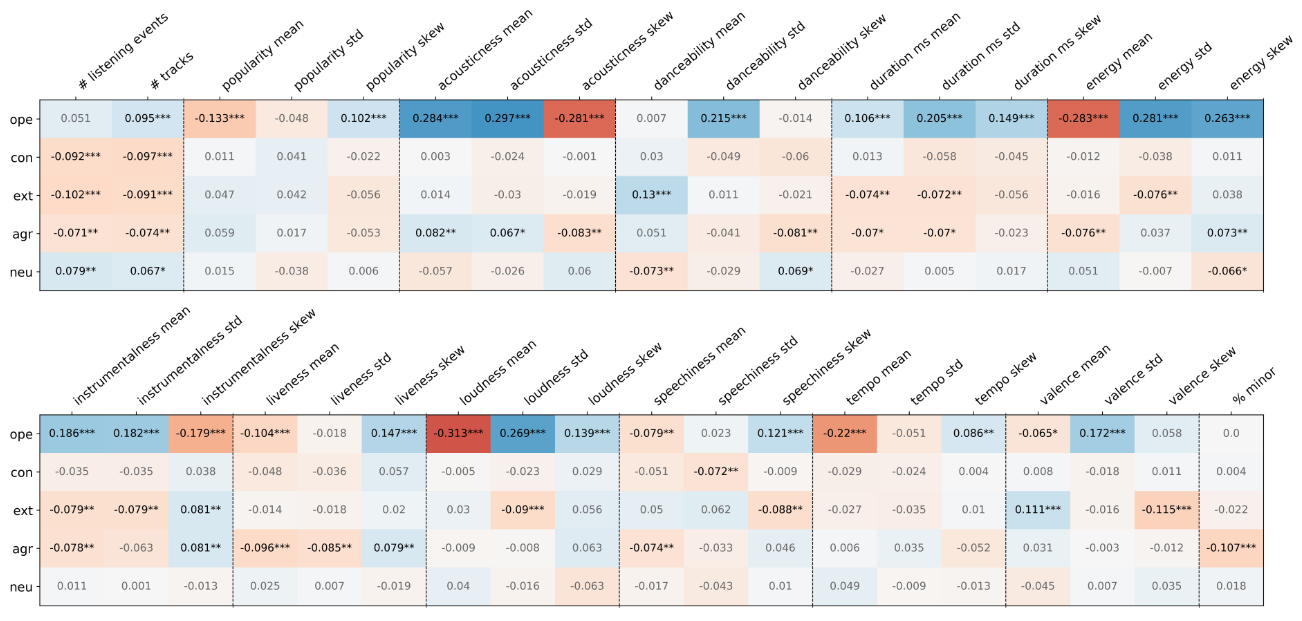 # listening events # tracks popularity mean popularity std popularity skew acousticness mean acousticness std acousticness skew danceability mean danceability std danceability skew duration ms mean duration ms std duration ms skew energy mean energy std energy skew
ope 0.051 0.095*** -0.133*** -0.048 0.102*** 0.284*** 0.297*** -0.281*** 0.007 0.215*** -0.014 0.106*** 0.205*** 0.149*** -0.283*** 0.281*** 0.263***
con -0.092*** -0.097*** 0.011 0.041 -0.022 0.003 -0.024 -0.001 0.03 -0.049 -0.06 0.013 -0.058 -0.045 -0.012 -0.038 0.011
ext -0.102*** -0.091*** 0.047 0.042 -0.056 0.014 -0.03 -0.019 0.13*** 0.011 -0.021 -0.074** -0.072** -0.056 -0.016 -0.076** 0.038
agr -0.071** -0.074** 0.059 0.017 -0.053 0.082** 0.067* -0.083** 0.051 -0.041 -0.081** -0.07* -0.07* -0.023 -0.076** 0.037 0.073**
neu 0.079** 0.067* 0.015 -0.038 0.006 -0.057 -0.026 0.06 -0.073** -0.029 0.069* -0.027 0.005 0.017 0.051 -0.007 -0.066*
instrumentalness mean instrumentalness std instrumentalness skew liveness mean liveness std liveness skew loudness mean loudness std loudness skew speechiness mean speechiness std speechiness skew tempo mean tempo std tempo skew valence mean valence std valence skew % minor
ope 0.186*** 0.182*** -0.179*** -0.104*** -0.018 0.147*** -0.313*** 0.269*** 0.139*** -0.079** 0.023 0.121*** -0.22*** -0.051 0.086** -0.065* 0.172*** 0.058 0.0
con -0.035 -0.035 0.038 -0.048 -0.036 0.057 -0.005 -0.023 0.029 -0.051 -0.072** -0.009 -0.029 -0.024 0.004 0.008 -0.018 0.011 0.004
ext -0.079** -0.079** 0.081** -0.014 -0.018 0.02 0.03 -0.09*** 0.056 0.05 0.062 -0.088** -0.027 -0.035 0.01 0.111*** -0.016 -0.115*** -0.022
agr -0.078** -0.063 0.081** -0.096*** -0.085** 0.079** -0.009 -0.008 0.063 -0.074** -0.033 0.046 0.006 0.035 -0.052 0.031 -0.003 -0.012 -0.107***
neu 0.011 0.001 -0.013 0.025 0.007 -0.019 0.04 -0.016 -0.063 -0.017 -0.043 0.01 0.049 -0.009 -0.013 -0.045 0.007 0.035 0.018